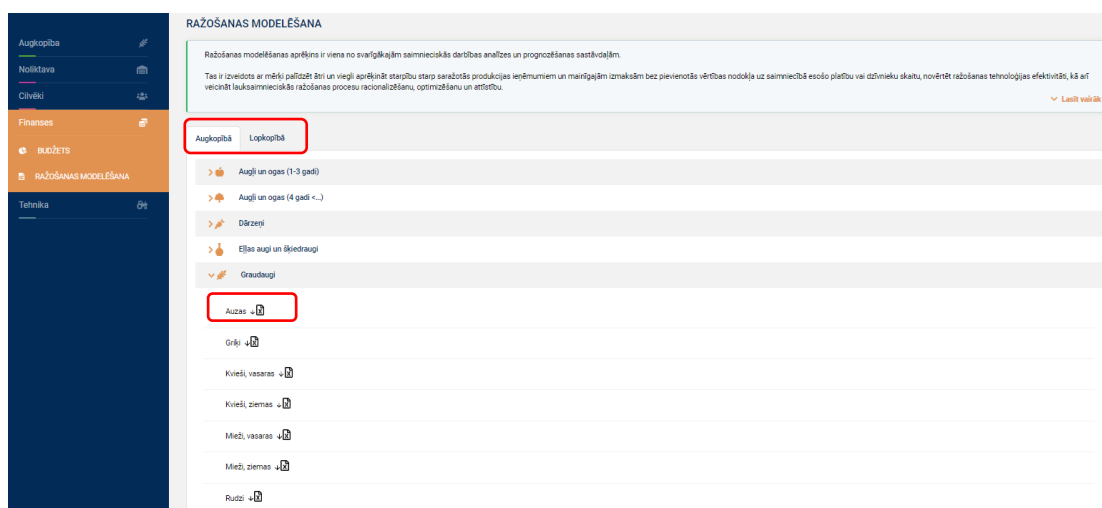 RAŽOŠANAS MODELĒŠANA
Augkopība
Noliktava
Cilvēki
Finanses
BUDŽETS
RAŽOŠANAS MODELĒŠANA
Tehnika
Ražošanas modelēšanas aprēķins ir viena no svarīgākajām saimnieciskās darbības analīzes un prognozēšanas sastāvdaļām.
Tas ir izveidots ar mērķi palīdzēt ātri un viegli aprēķināt starpību starp saražotās produkcijas ieņēmumiem un mainīgajām izmaksām bez pievienotās vērtības nodokļa uz saimniecībā esošo platību vai dzīvnieku skaitu, novērtēt ražošanas tehnoloģijas efektivitāti, kā arī
veicināt lauksaimnieciskās ražošanas procesu racionalizēšanu, optimizēšanu un attīstību.
Lasīt vairāk
Augkopībā Lopkopībā
Augļi un ogas (1-3 gadi)
Augļi un ogas (4 gadi <...)
Dārzeņi
Eļļas augi un šķiedraugi
Graudaugi
Auzas
Griķi
Kvieši, vasaras
Kvieši, ziemas
Mieži, vasaras
Mieži, ziemas
Rudzi